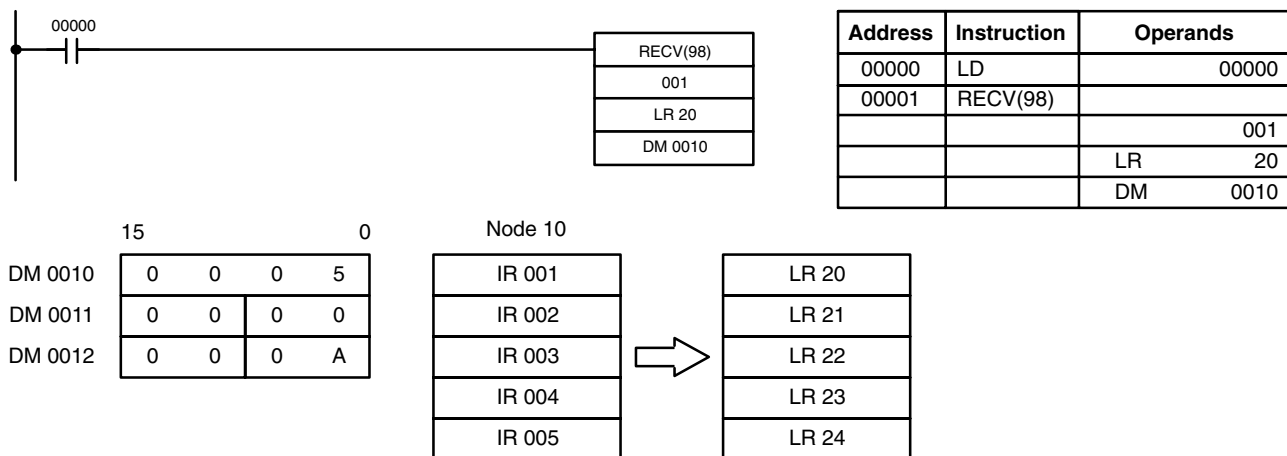 00000
RECV(98)
001
LR 20
DM 0010
Address Instruction Operands
00000 LD 00000
00001 RECV(98)
001
LR 20
DM 0010
15 0
DM 0010 0 0 0 5
DM 0011 0 0 0 0
DM 0012 0 0 0 A
Node 10
IR 001
IR 002
IR 003
IR 004
IR 005
LR 20
LR 21
LR 22
LR 23
LR 24